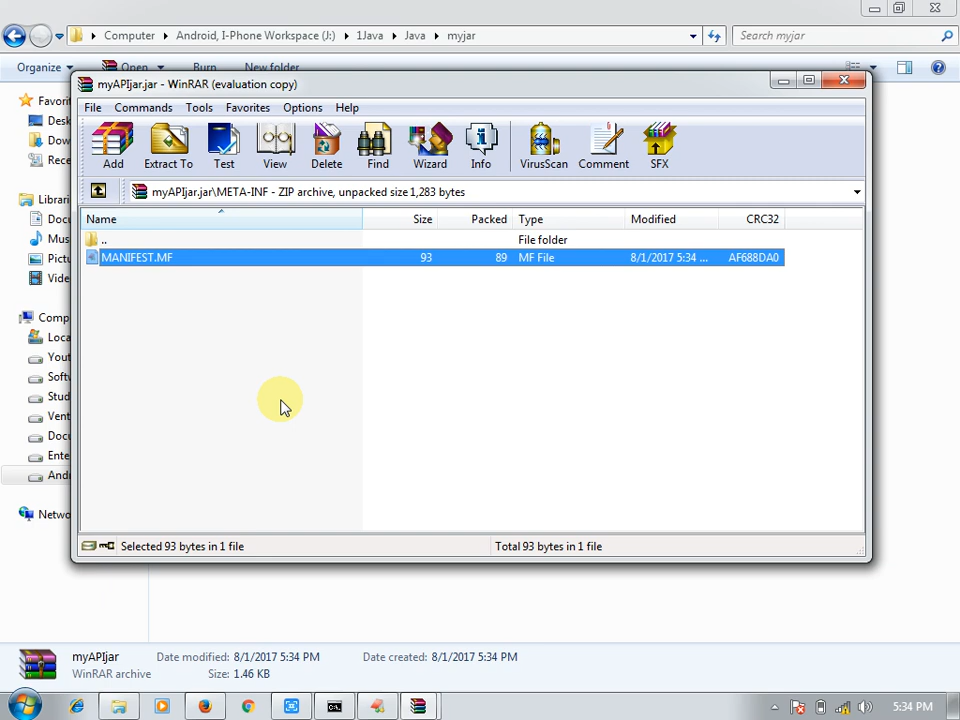 Computer
Android, I-Phone Workspace (J:)
1Java
Java
myjar
Search myjar
Organize
Open
Burn
New folder
myAPIjar.jar - WinRAR (evaluation copy)
File
Commands
Tools
Favorites
Options
Help
Add
Extract To
Test
View
Delete
Find
Wizard
Info
VirusScan
Comment
SFX
myAPIjar.jar\META-INF - ZIP archive, unpacked size 1,283 bytes
Name
Size
Packed
Type
Modified
CRC32
..
File folder
MANIFEST.MF
93
89
MF File
8/1/2017 5:34 ...
AF688DA0
Favorit
Desk
Dow
Rece
Librari
Docu
Mus
Pictu
Vide
Comp
Loca
Yout
Softv
Stud
Vent
Docu
Ente
Andr
Netwo
Selected 93 bytes in 1 file
Total 93 bytes in 1 file
myAPIjar
Date modified: 8/1/2017 5:34 PM
Date created: 8/1/2017 5:34 PM
WinRAR archive
Size: 1.46 KB
5:34 PM